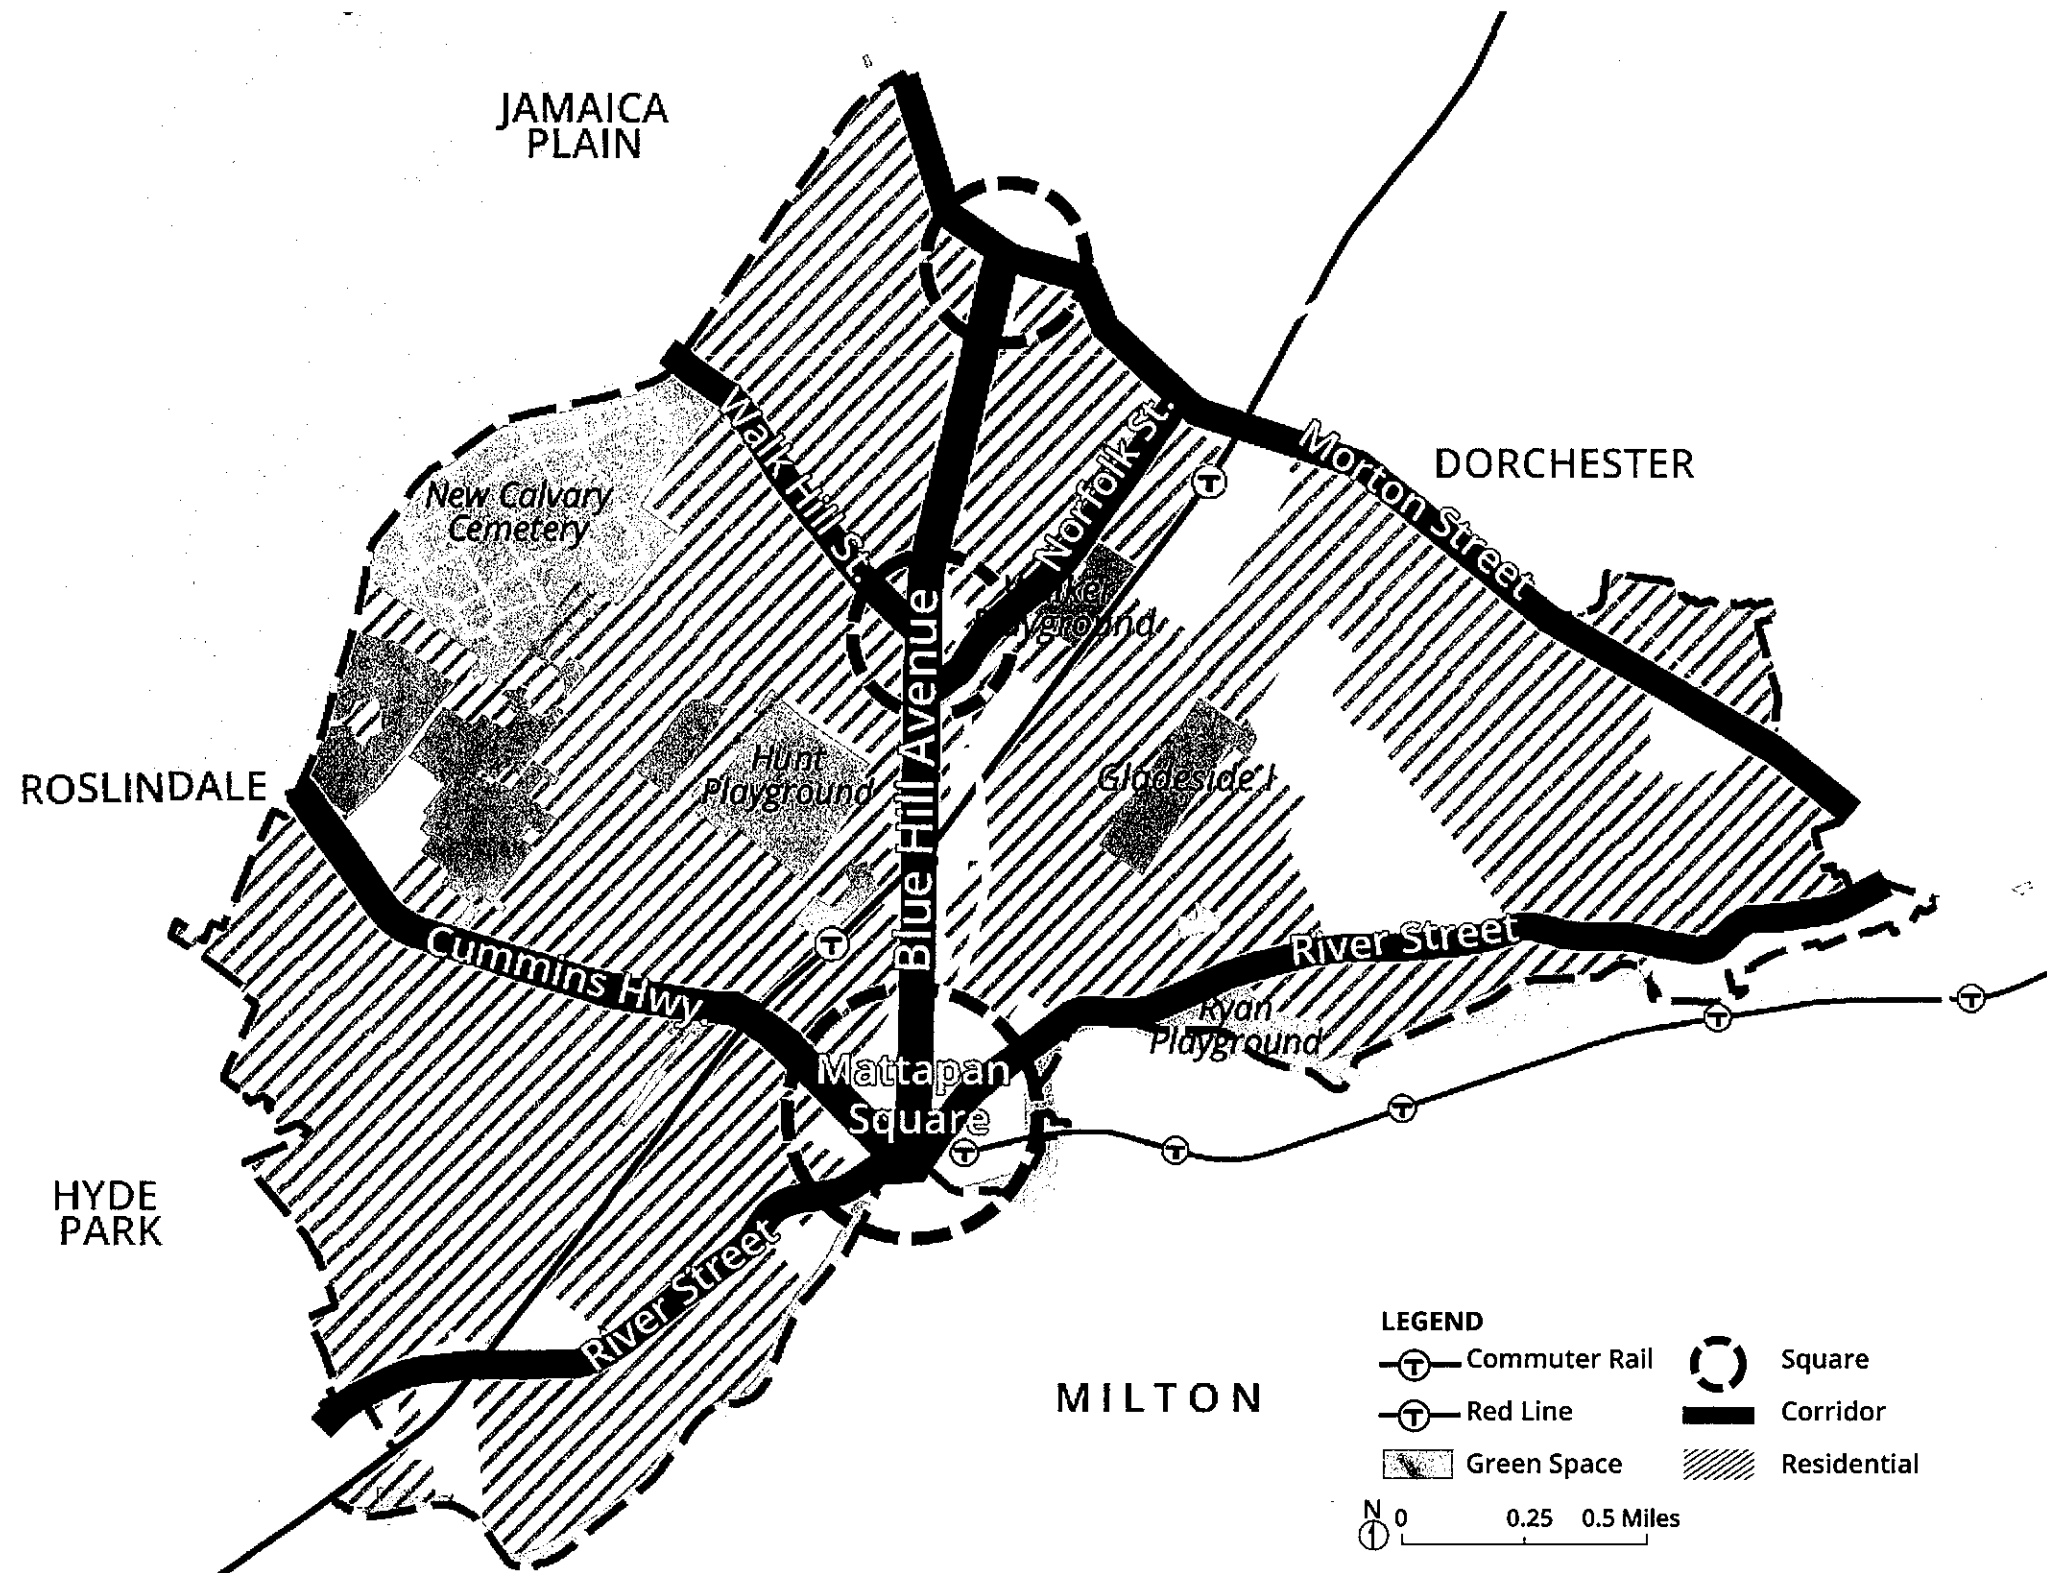 JAMAICA
PLAIN
DORCHESTER
Walk Hill St.
Norfolk St.
Morton Street
New Calvary
Cemetery
Playground
Blue Hill Avenue
ROSLINDALE
Hunt
Playground
Gladeside I
Cummins Hwy.
River Street
Ryan
Playground
Mattapan
Square
HYDE
PARK
River Street
MILTON
LEGEND
T Commuter Rail
T Red Line
Green Space
Square
Corridor
Residential
N 0 0.25 0.5 Miles